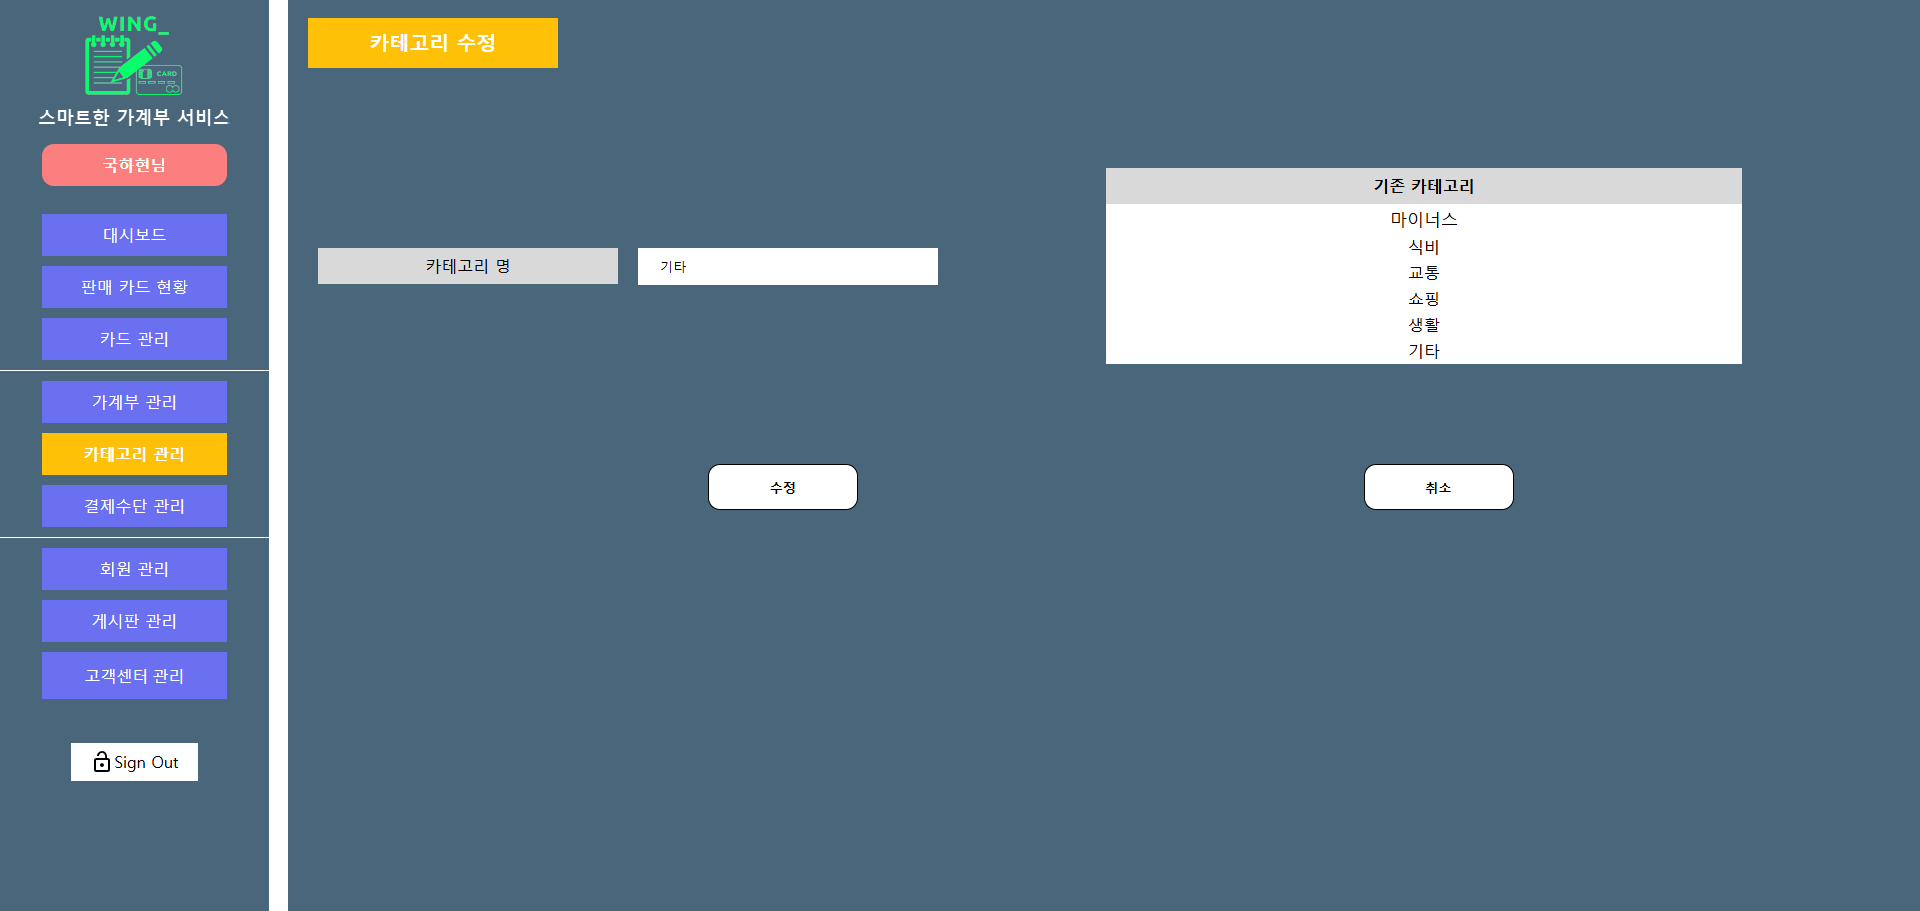 WING_
CARD
스마트한 가계부 서비스
국하현님
대시보드
판매 카드 현황
카드 관리
가계부 관리
카테고리 관리
결제수단 관리
회원 관리
게시판 관리
고객센터 관리
Sign Out
카테고리 수정
카테고리 명
기타
기존 카테고리
마이너스
식비
교통
쇼핑
생활
기타
수정
취소